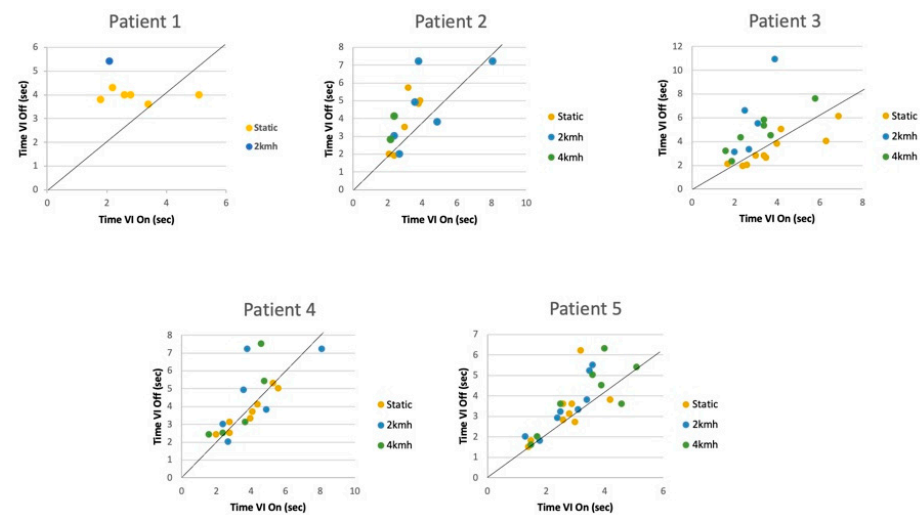 Patient 1
Time VI Off (sec)
6
5
4
3
2
1
0
0 2 4 6
Time VI On (sec)
Static
2kmh
Patient 2
Time VI Off (sec)
8
7
6
5
4
3
2
1
0
0 2 4 6 8 10
Time VI On (sec)
Static
2kmh
4kmh
Patient 3
Time VI Off (sec)
12
10
8
6
4
2
0
0 2 4 6 8
Time VI On (sec)
Static
2kmh
4kmh
Patient 4
Time VI Off (sec)
8
7
6
5
4
3
2
1
0
0 2 4 6 8 10
Time VI On (sec)
Static
2kmh
4kmh
Patient 5
Time VI Off (sec)
7
6
5
4
3
2
1
0
0 2 4 6
Time VI On (sec)
Static
2kmh
4kmh